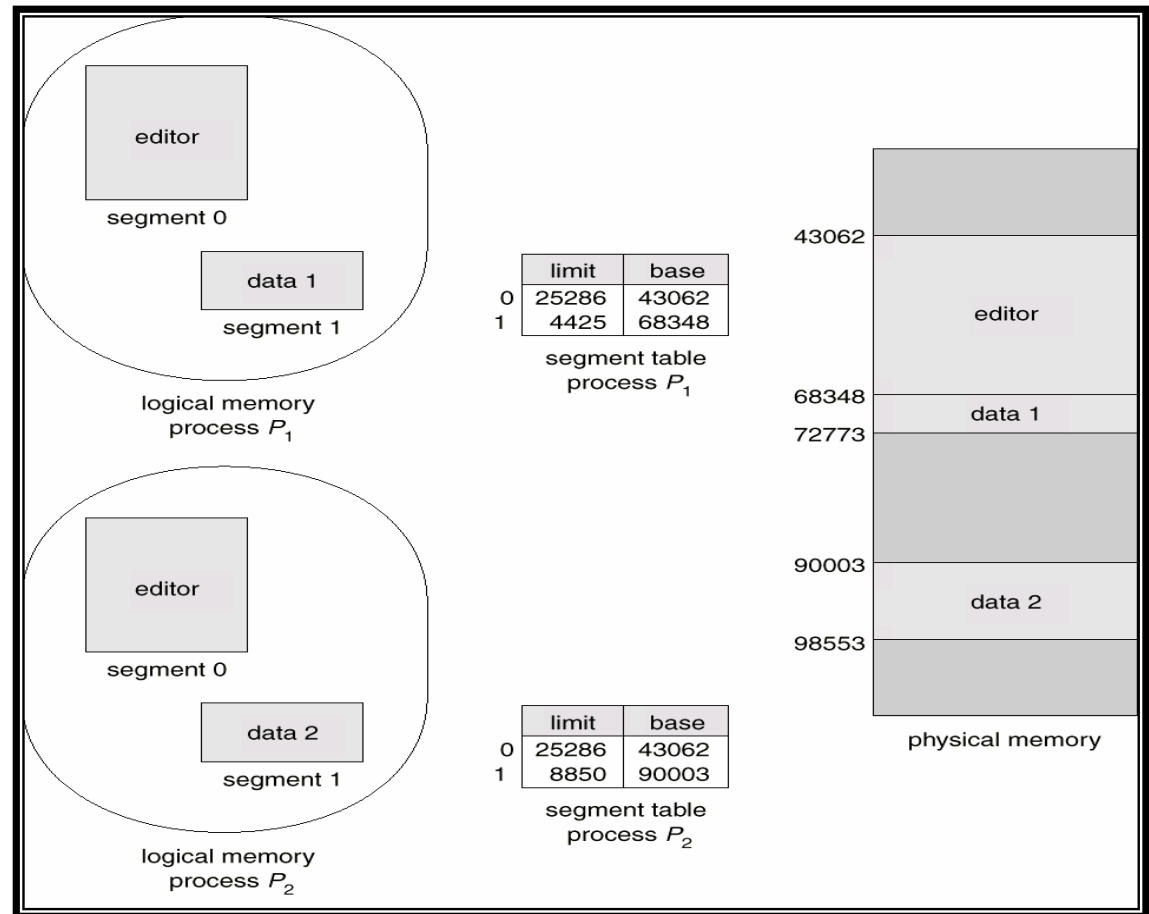 editor
segment 0
data 1
segment 1
logical memory
process P1
limit base
0 25286 43062
1 4425 68348
segment table
process P1
editor
segment 0
data 2
segment 1
logical memory
process P2
limit base
0 25286 43062
1 8850 90003
segment table
process P2
43062
editor
68348
data 1
72773
90003
data 2
98553
physical memory